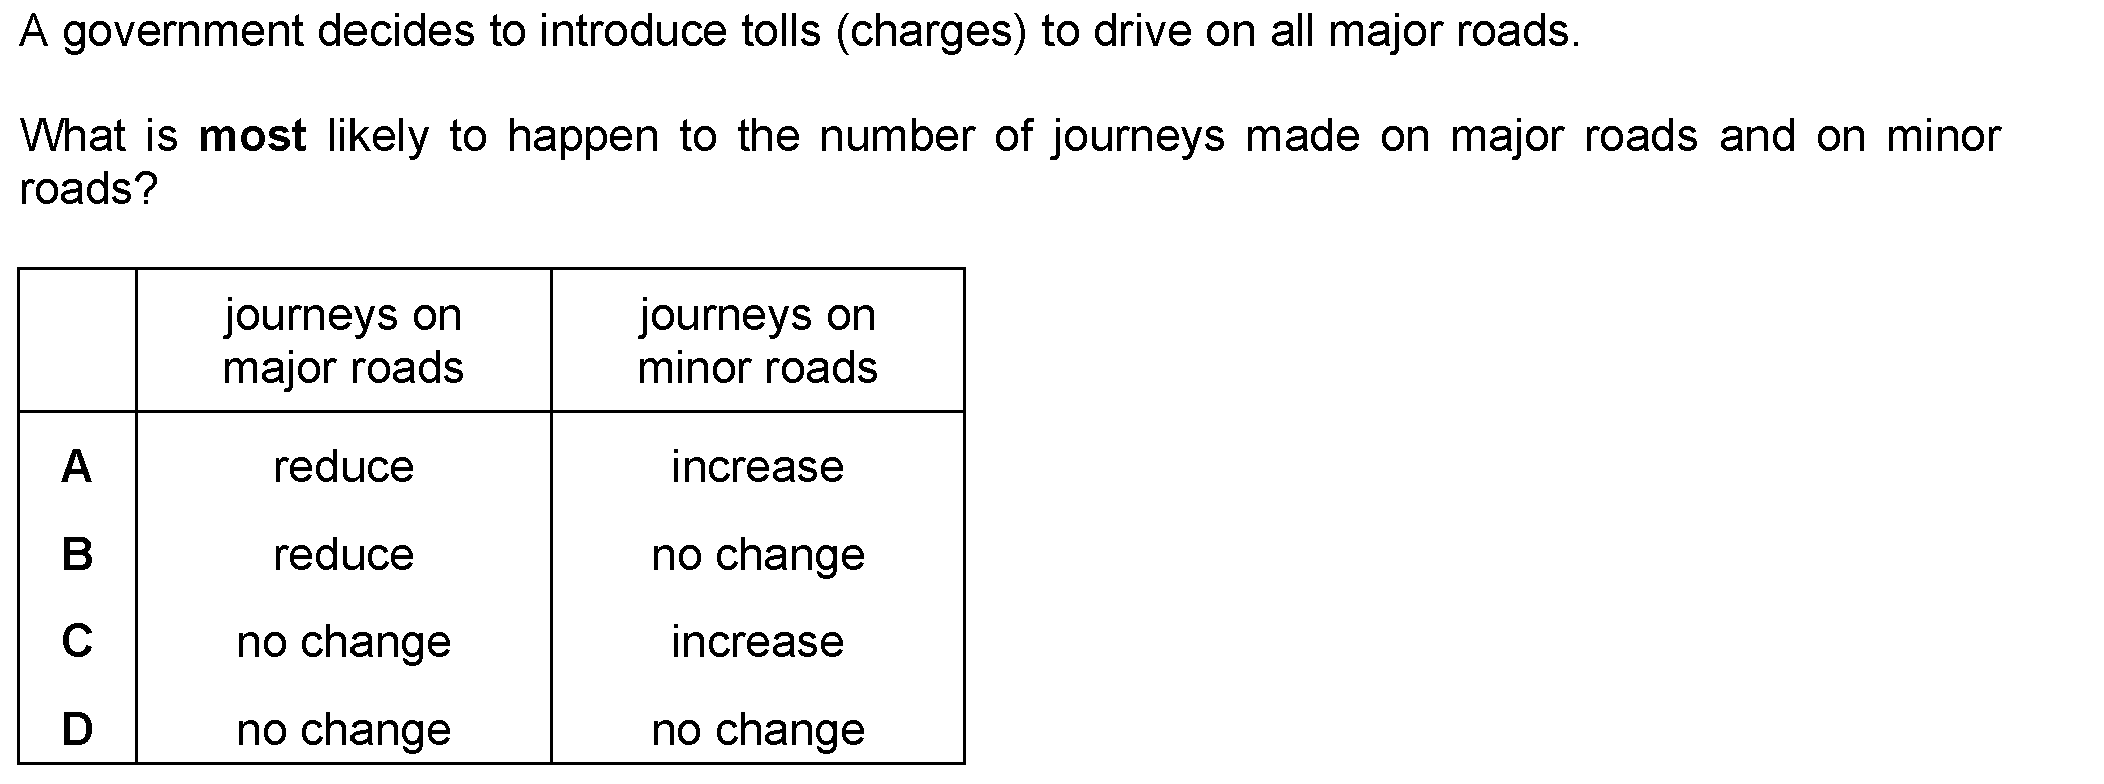 A government decides to introduce tolls (charges) to drive on all major roads.
What is most likely to happen to the number of journeys made on major roads and on minor
roads?
journeys on major roads
journeys on minor roads
A reduce increase
B reduce no change
C no change increase
D no change no change